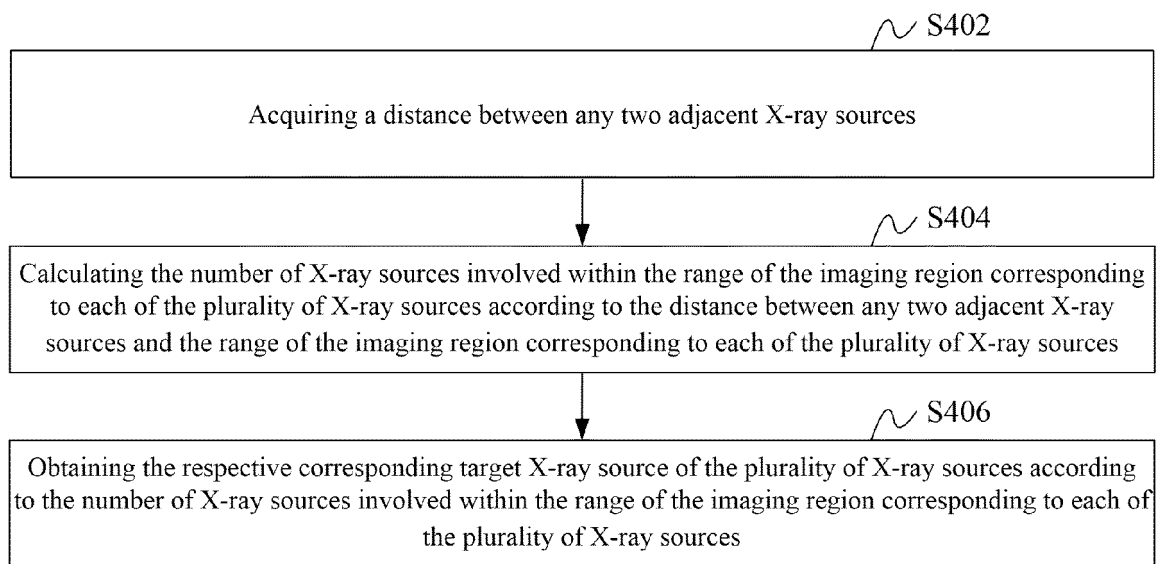 S402
Acquiring a distance between any two adjacent X-ray sources
S404
Calculating the number of X-ray sources involved within the range of the imaging region corresponding
to each of the plurality of X-ray sources according to the distance between any two adjacent X-ray
sources and the range of the imaging region corresponding to each of the plurality of X-ray sources
S406
Obtaining the respective corresponding target X-ray source of the plurality of X-ray sources according
to the number of X-ray sources involved within the range of the imaging region corresponding to each of
the plurality of X-ray sources